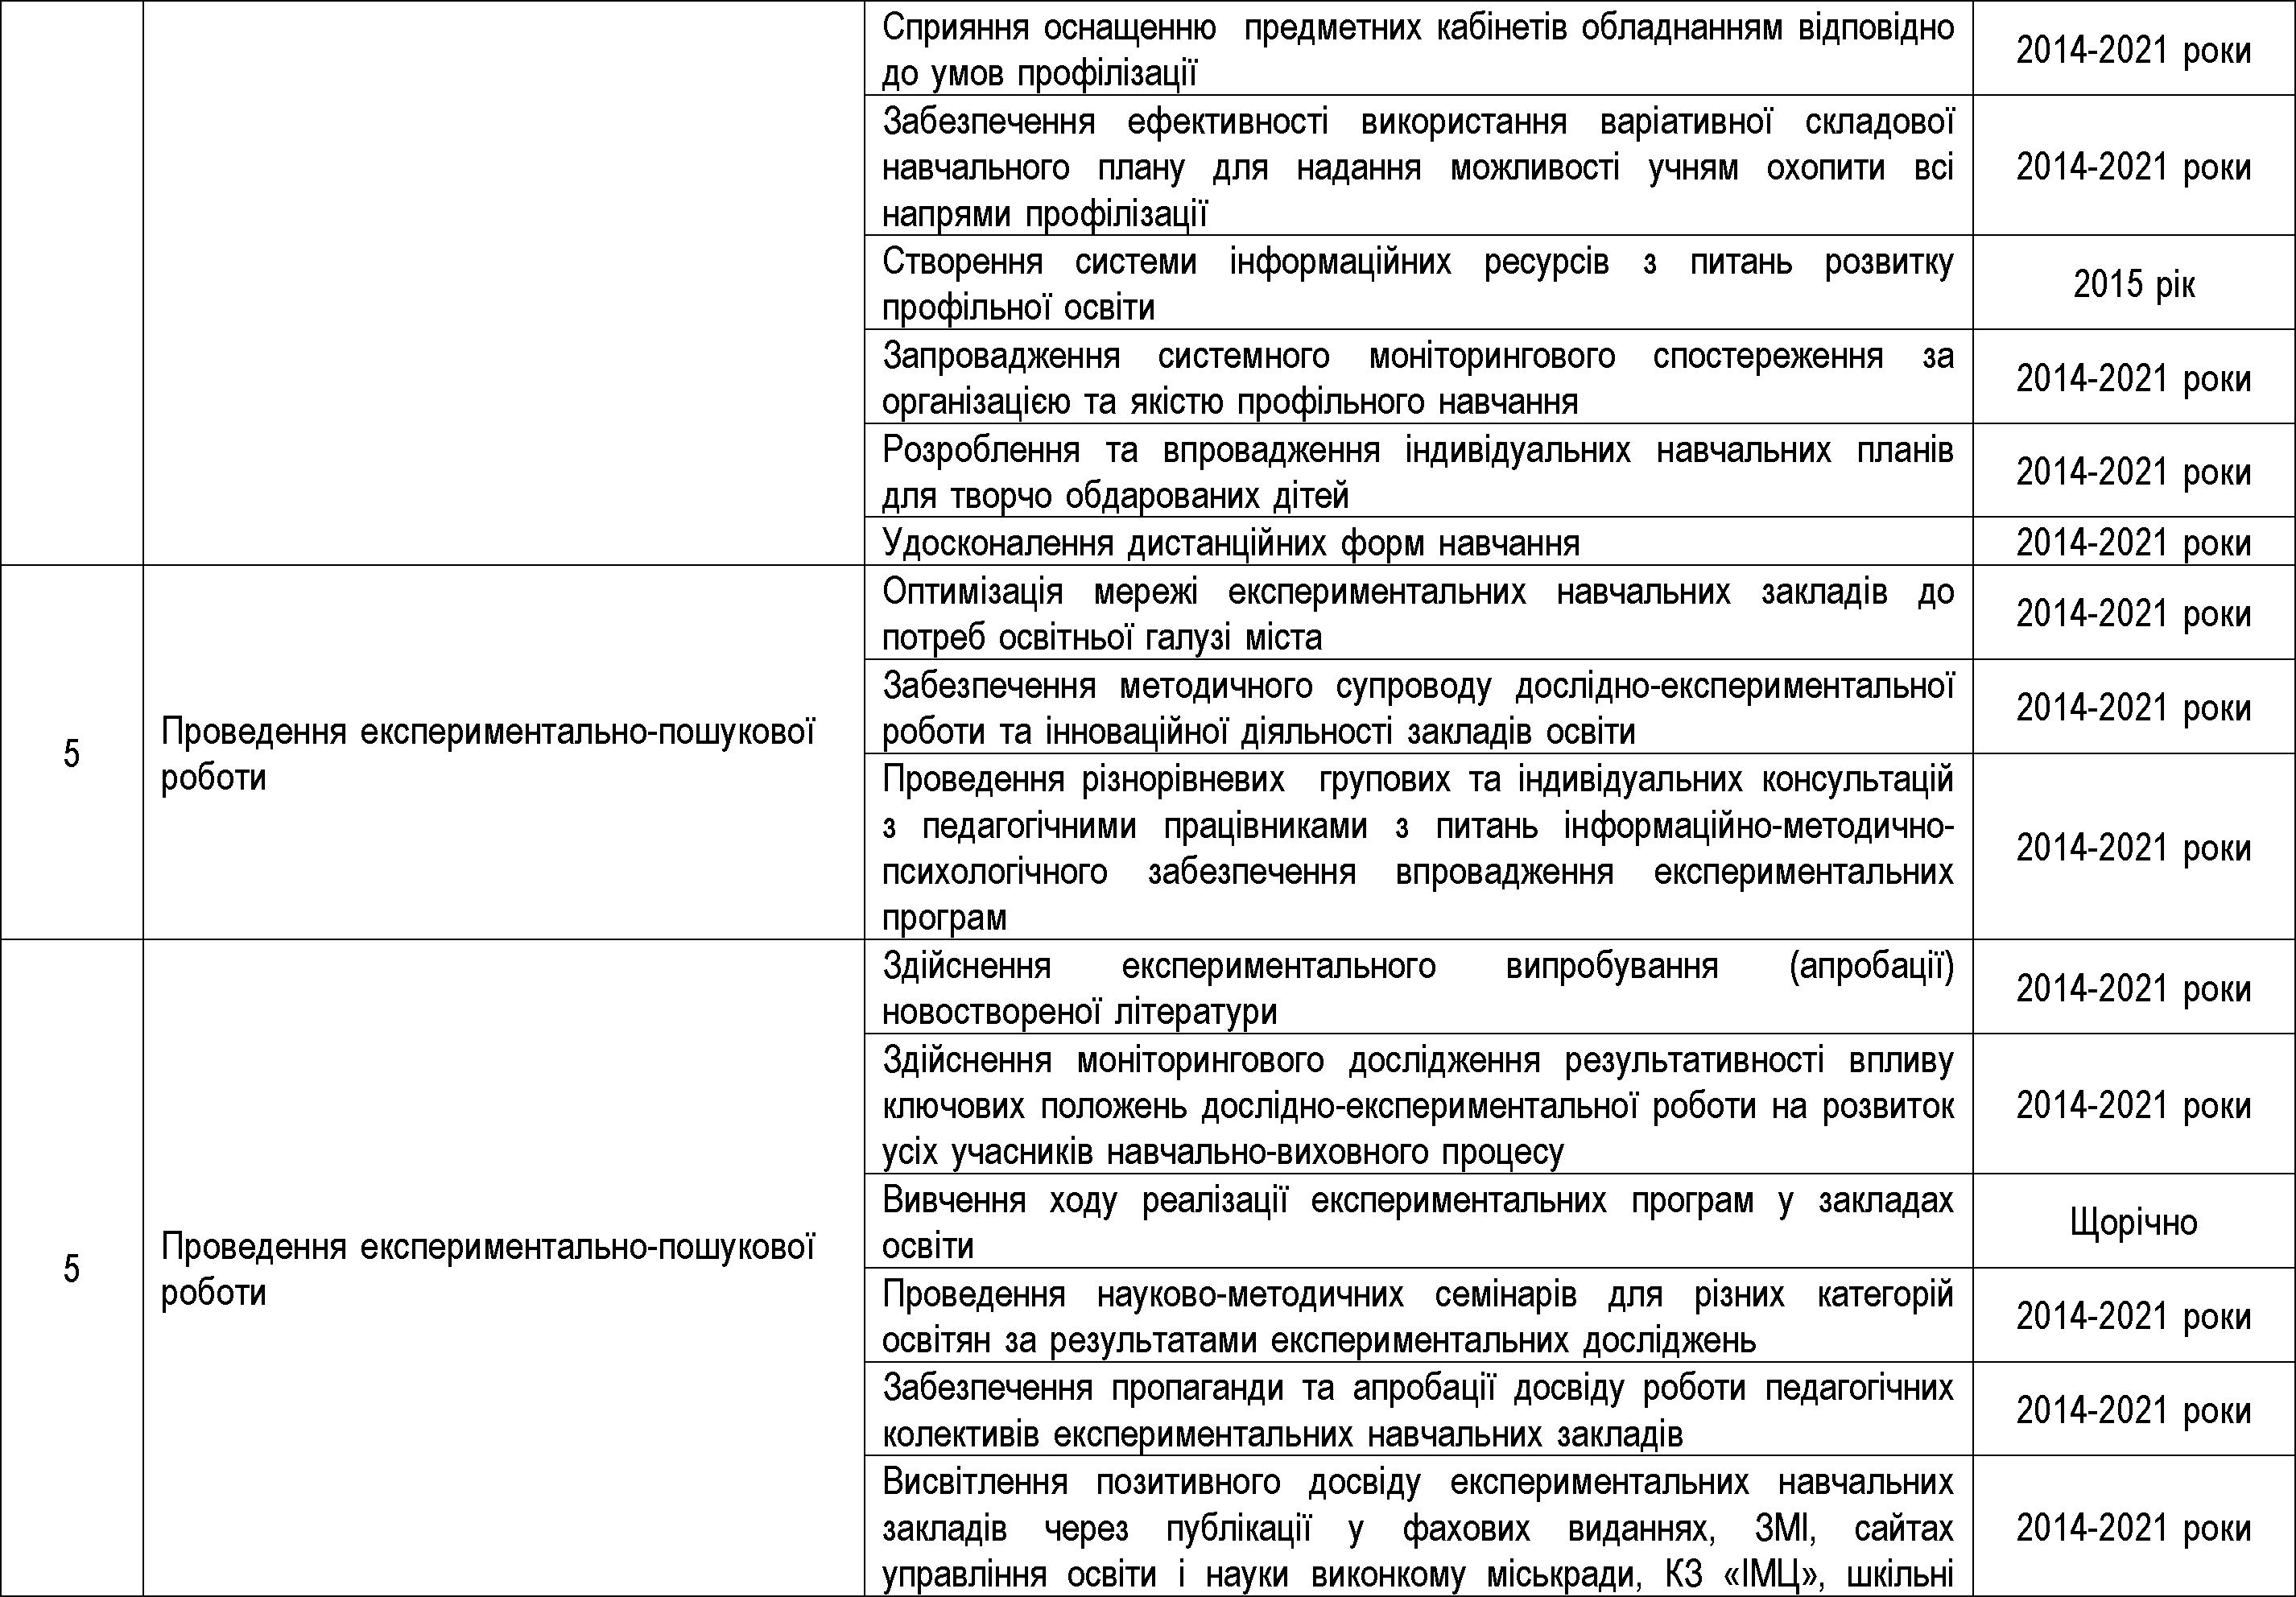 Сприяння оснащенню предметних кабінетів обладнанням відповідно
до умов профілізації
2014-2021 роки
Забезпечення ефективності використання варіативної складової
навчального плану для надання можливості учням охопити всі
напрями профілізації
2014-2021 роки
Створення системи інформаційних ресурсів з питань розвитку
профільної освіти
2015 рік
Запровадження системного моніторингового спостереження за
організацією та якістю профільного навчання
2014-2021 роки
Розроблення та впровадження індивідуальних навчальних планів
для творчо обдарованих дітей
2014-2021 роки
Удосконалення дистанційних форм навчання
2014-2021 роки
5
Проведення експериментально-пошукової
роботи
Оптимізація мережі експериментальних навчальних закладів до
потреб освітньої галузі міста
2014-2021 роки
Забезпечення методичного супроводу дослідно-експериментальної
роботи та інноваційної діяльності закладів освіти
2014-2021 роки
Проведення різнорівневих групових та індивідуальних консультацій
з педагогічними працівниками з питань інформаційно-методично-
психологічного забезпечення впровадження експериментальних
програм
2014-2021 роки
5
Проведення експериментально-пошукової
роботи
Здійснення експериментального випробування (апробації)
новоствореної літератури
2014-2021 роки
Здійснення моніторингового дослідження результативності впливу
ключових положень дослідно-експериментальної роботи на розвиток
усіх учасників навчально-виховного процесу
2014-2021 роки
Вивчення ходу реалізації експериментальних програм у закладах
освіти
Щорічно
Проведення науково-методичних семінарів для різних категорій
освітян за результатами експериментальних досліджень
2014-2021 роки
Забезпечення пропаганди та апробації досвіду роботи педагогічних
колективів експериментальних навчальних закладів
2014-2021 роки
Висвітлення позитивного досвіду експериментальних навчальних
закладів через публікації у фахових виданнях, ЗМІ, сайтах
управління освіти і науки виконкому міськради, КЗ «ІМЦ», шкільні
2014-2021 роки